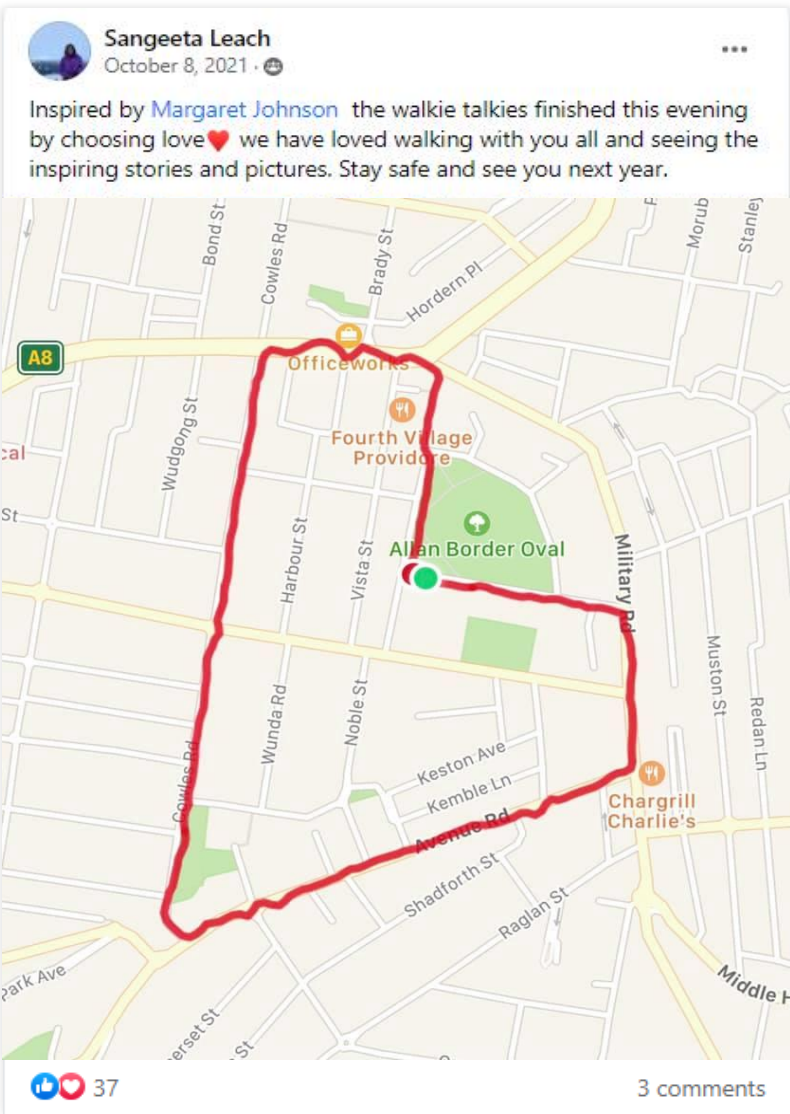 Sangeeta Leach
October 8, 2021 ·
Inspired by Margaret Johnson the walkie talkies finished this evening
by choosing love❤ we have loved walking with you all and seeing the
inspiring stories and pictures. Stay safe and see you next year.
Bond St
Cowles Rd
Brady St
Hordern Pl
Morub
Stanley
A8
Officeworks
Wudgong St
Fourth Village
Providore
cal
St
Harbour St
Vista St
Allan Border Oval
Military Rd
Wunda Rd
Noble St
Muston St
Redan Ln
Cowles Rd
Keston Ave
Kemble Ln
Avenue Rd
Chargrill
Charlie's
Shadforth St
Raglan St
Park Ave
Middle H
erset St
St
37
3 comments